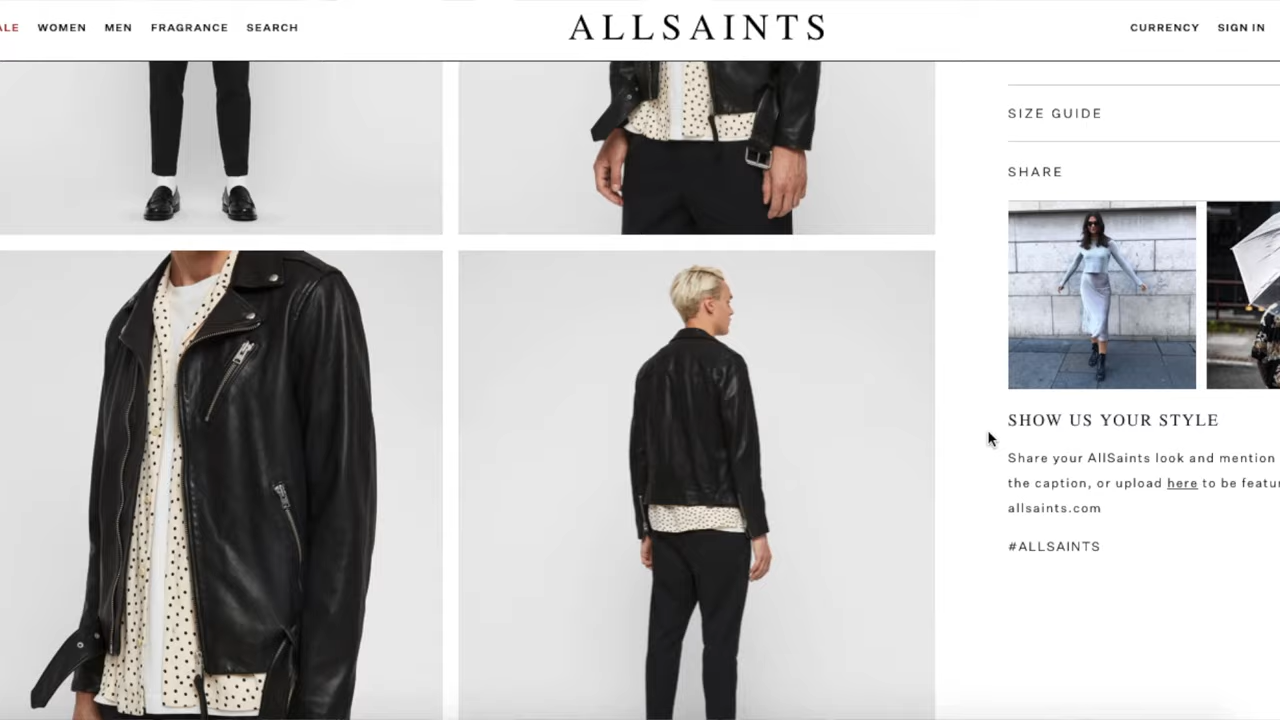 ALE WOMEN MEN FRAGRANCE SEARCH
ALLSAINTS
CURRENCY SIGN IN
SIZE GUIDE
SHARE
SHOW US YOUR STYLE
Share your AllSaints look and mention
the caption, or upload here to be featu
allsaints.com
#ALLSAINTS